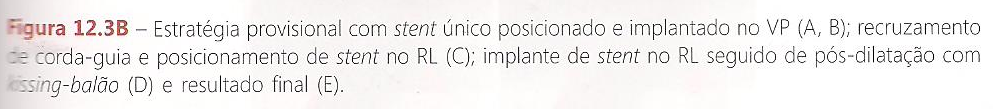 Figura 12.3B – Estratégia provisional com stent único posicionado e implantado no VP (A, B); recruzamento
de corda-guia e posicionamento de stent no RL (C); implante de stent no RL seguido de pós-dilatação com
kissing-balão (D) e resultado final (E).